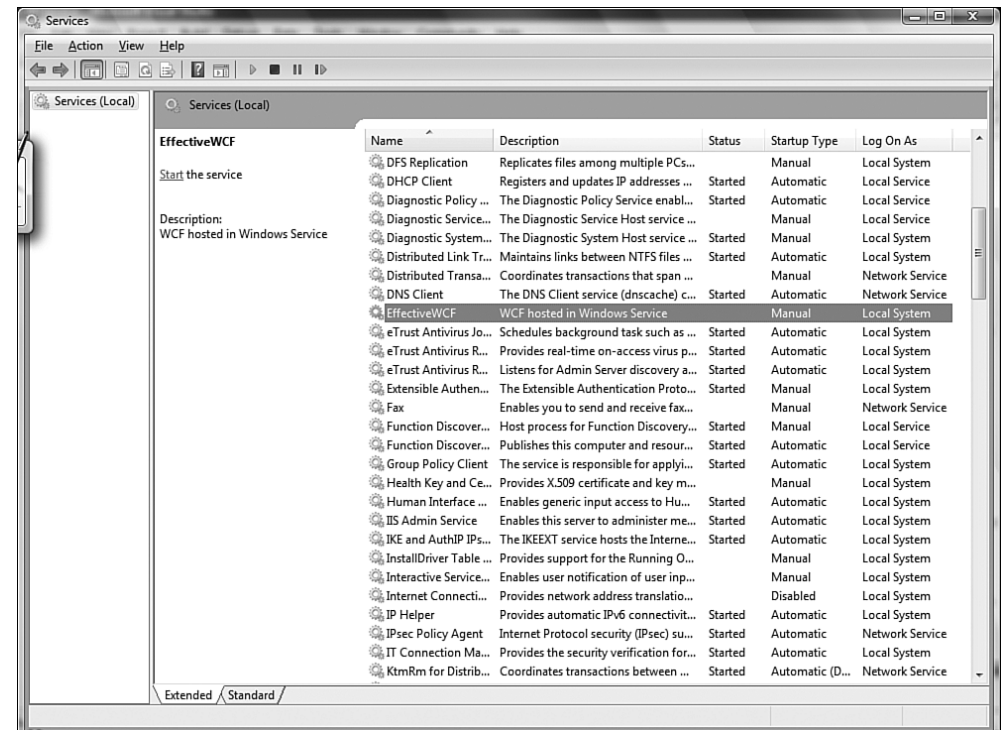 Services
File Action View Help
Services (Local)
Services (Local)
EffectiveWCF
Start the service
Description:
WCF hosted in Windows Service
Name Description Status Startup Type Log On As
DFS Replication Replicates files among multiple PCs... Manual Local System
DHCP Client Registers and updates IP addresses ... Started Automatic Local Service
Diagnostic Policy ... The Diagnostic Policy Service enabl... Started Automatic Local Service
Diagnostic Service... The Diagnostic Service Host service ... Manual Local Service
Diagnostic System... The Diagnostic System Host service ... Started Manual Local System
Distributed Link Tr... Maintains links between NTFS files ... Started Automatic Local System
Distributed Transa... Coordinates transactions that span ... Manual Network Service
DNS Client The DNS Client service (dnscache) c... Started Automatic Network Service
EffectiveWCF WCF hosted in Windows Service Manual Local System
eTrust Antivirus Jo... Schedules background task such as ... Started Automatic Local System
eTrust Antivirus R... Provides real-time on-access virus p... Started Automatic Local System
eTrust Antivirus R... Listens for Admin Server discovery a... Started Automatic Local System
Extensible Authen... The Extensible Authentication Proto... Started Manual Local System
Fax Enables you to send and receive fax... Manual Network Service
Function Discover... Host process for Function Discovery... Started Manual Local Service
Function Discover... Publishes this computer and resour... Started Automatic Local Service
Group Policy Client The service is responsible for applyi... Started Automatic Local System
Health Key and Ce... Provides X.509 certificate and key m... Manual Local System
Human Interface ... Enables generic input access to Hu... Started Automatic Local System
IIS Admin Service Enables this server to administer me... Started Automatic Local System
IKE and AuthIP IPs... The IKEEXT service hosts the Interne... Started Automatic Local System
InstallDriver Table ... Provides support for the Running O... Manual Local System
Interactive Service... Enables user notification of user inp... Manual Local System
Internet Connecti... Provides network address translatio... Disabled Local System
IP Helper Provides automatic IPv6 connectivit... Started Automatic Local System
IPsec Policy Agent Internet Protocol security (IPsec) su... Started Automatic Network Service
IT Connection Ma... Provides the security verification for... Started Automatic Local System
KtmRm for Distrib... Coordinates transactions between ... Started Automatic (D... Network Service
Extended Standard